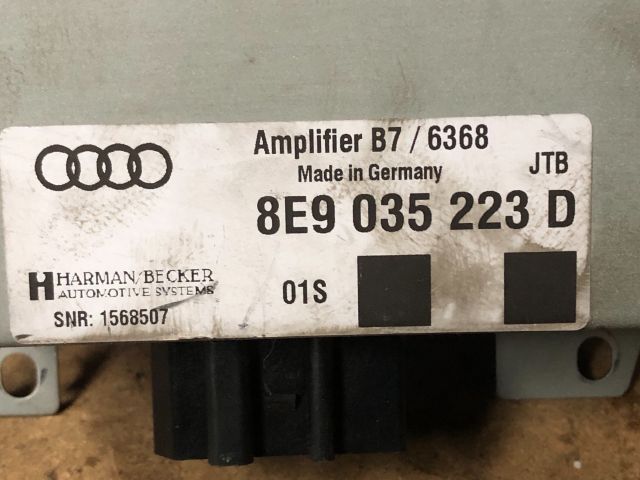 Amplifier B7 / 6368
Made in Germany
JTB
8E9 035 223 D
HARMAN/BECKER
AUTOMOTIVE SYSTEMS
01S
SNR: 1568507